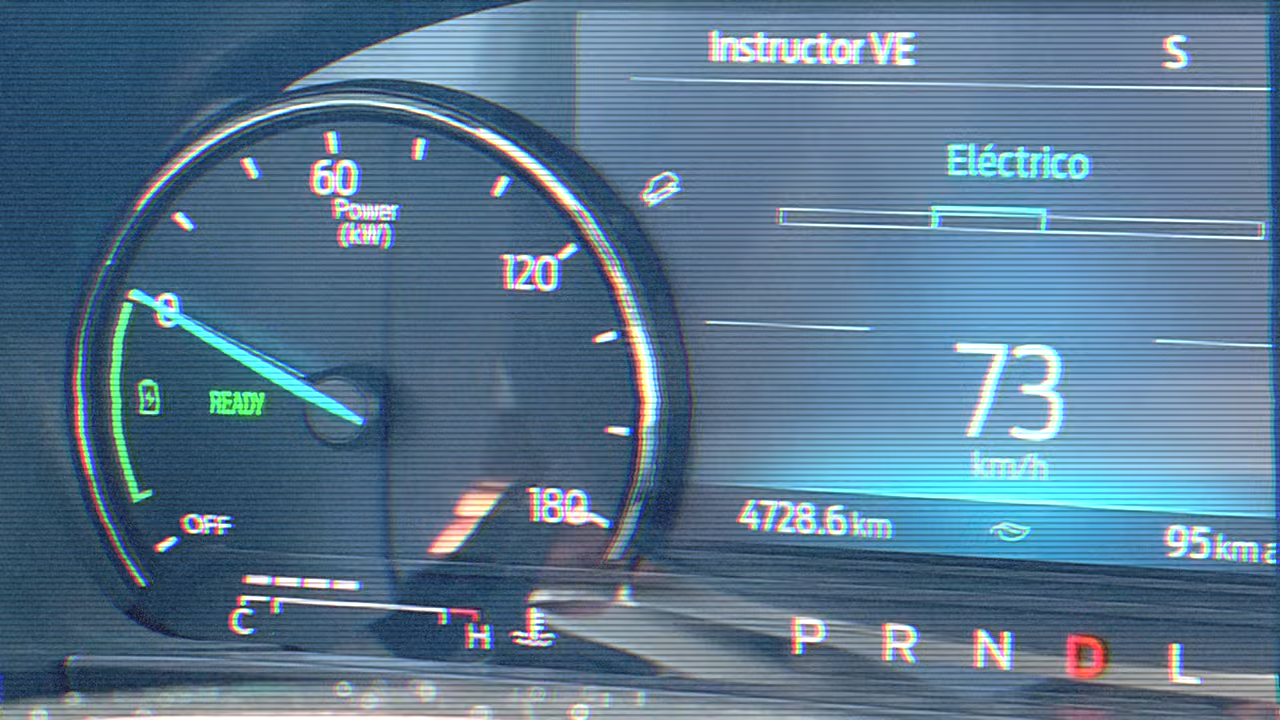 Instructor VE
S
Eléctrico
60
Power
(kW)
120
0
READY
73
km/h
180
OFF
4728.6 km
95 km a
C
H
P R N D L